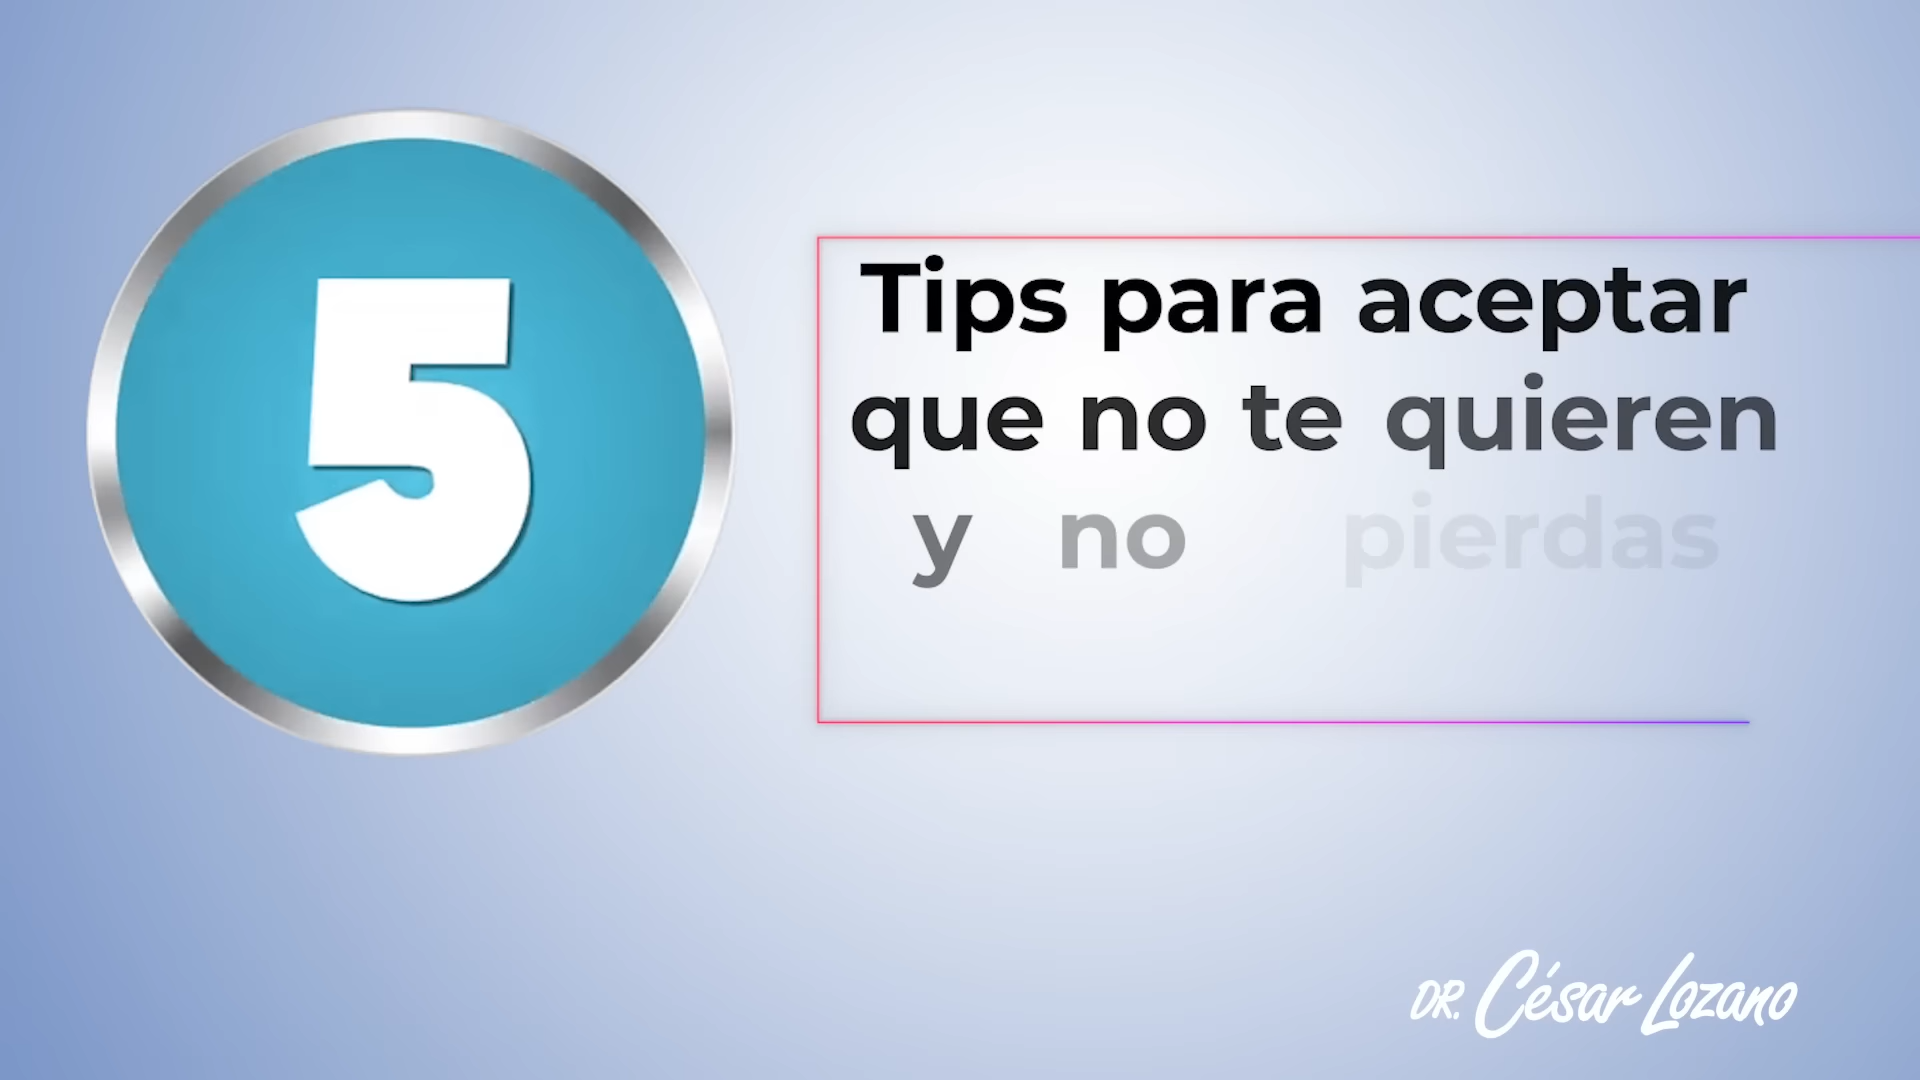 5
Tips para aceptar
que no te quieren
y no pierdas
DR. César Lozano